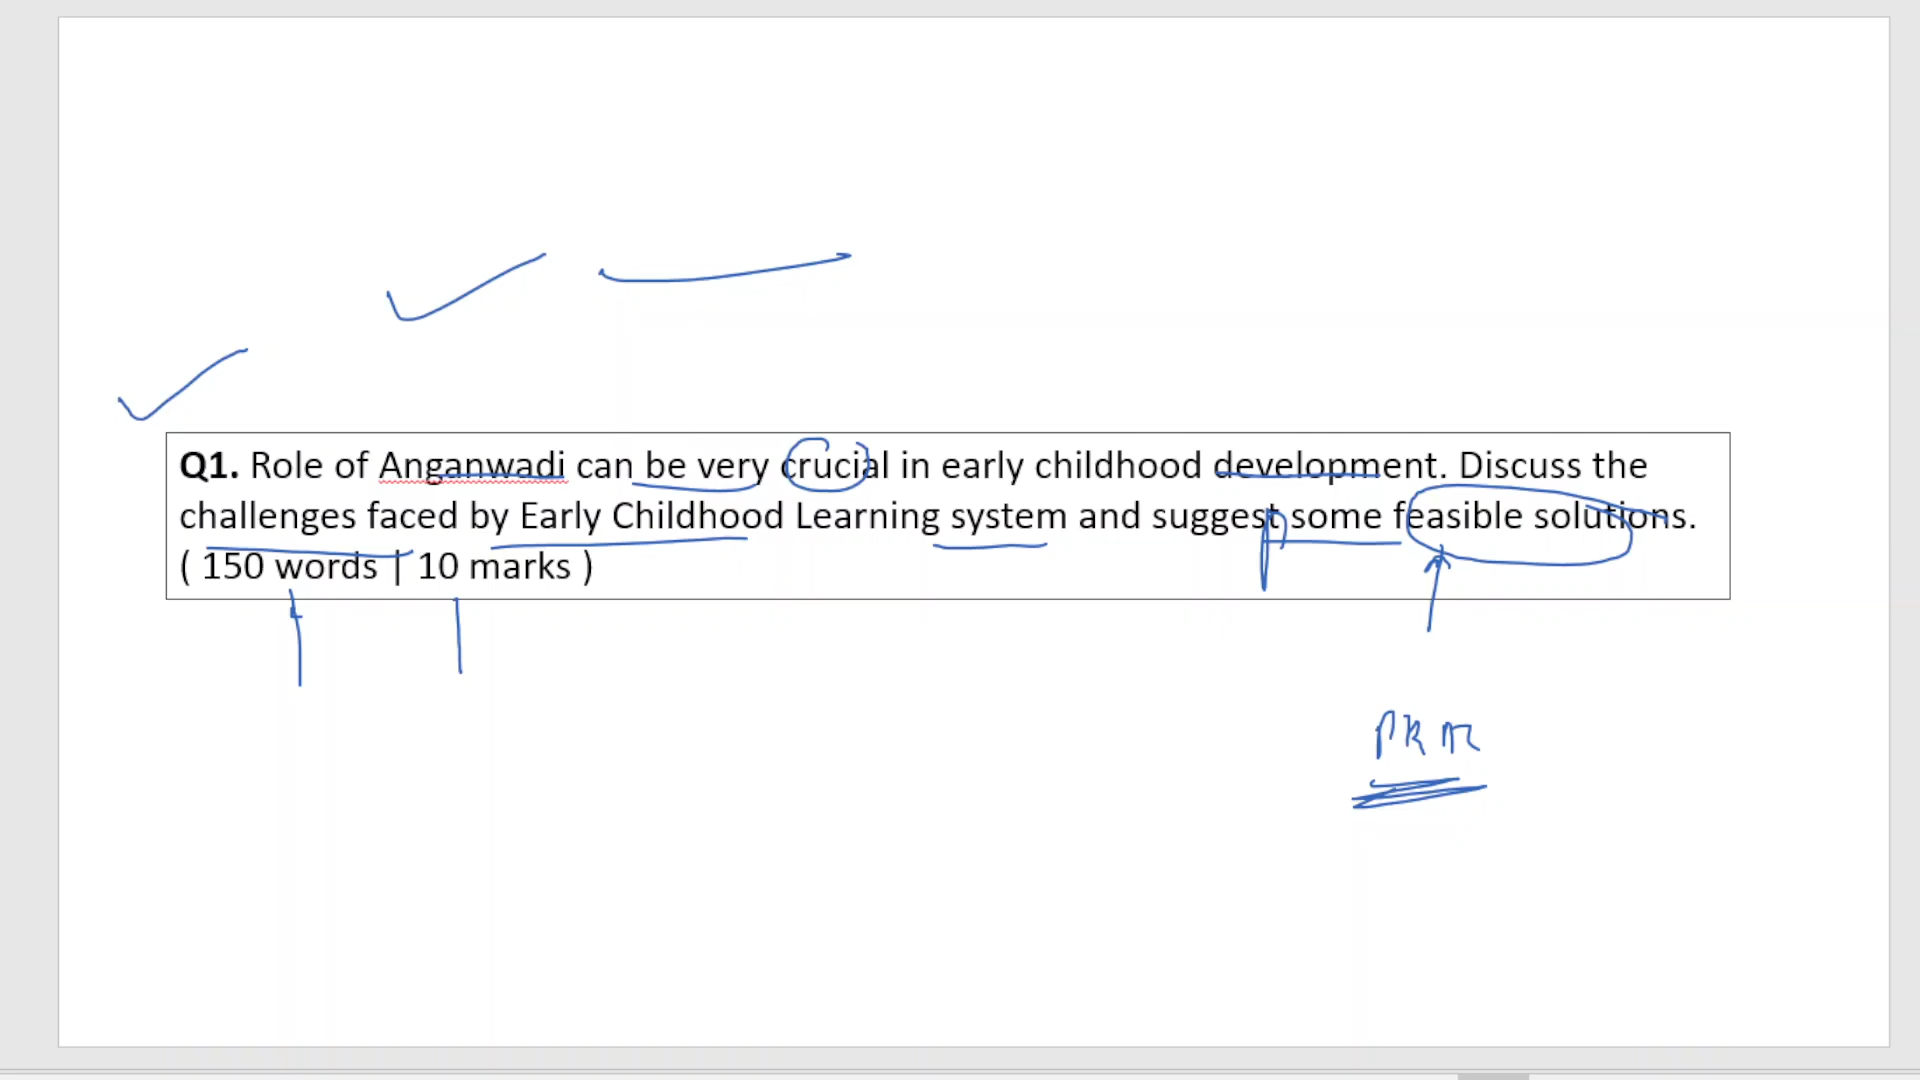 Q1. Role of Anganwadi can be very crucial in early childhood development. Discuss the
challenges faced by Early Childhood Learning system and suggest some feasible solutions.
( 150 words | 10 marks )